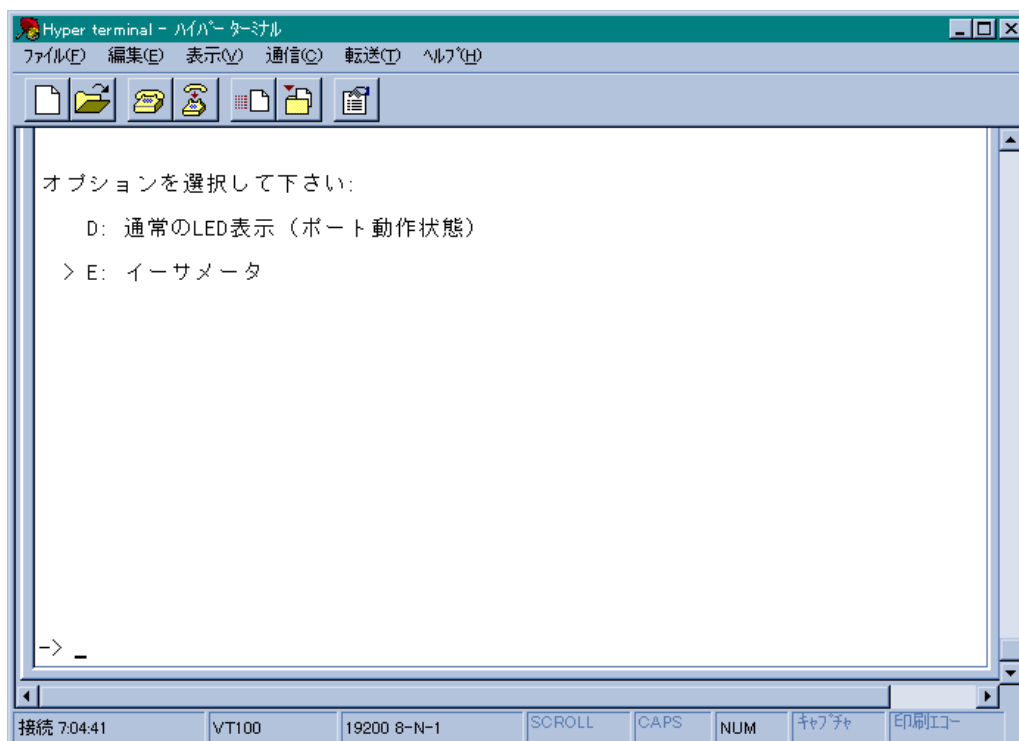 Hyper terminal - ﾊｲﾊﾟｰ ﾀｰﾐﾅﾙ
ﾌｧｲﾙ(F) 編集(E) 表示(V) 通信(C) 転送(T) ﾍﾙﾌﾟ(H)
オプションを選択して下さい:
D: 通常のLED表示（ポート動作状態）
> E: イーサメータ
-> _
接続 7:04:41 VT100 19200 8-N-1 SCROLL CAPS NUM ｷｬﾌﾟﾁｬ 印刷ｴｺｰ